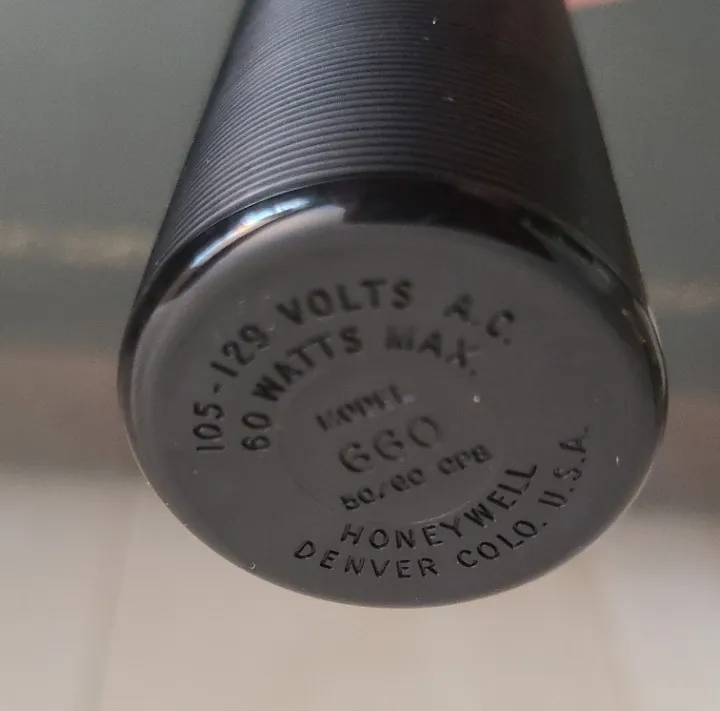 105-129 VOLTS A.C.
60 WATTS MAX.
MODEL
660
50/60 CPS
HONEYWELL
DENVER COLO. U.S.A.